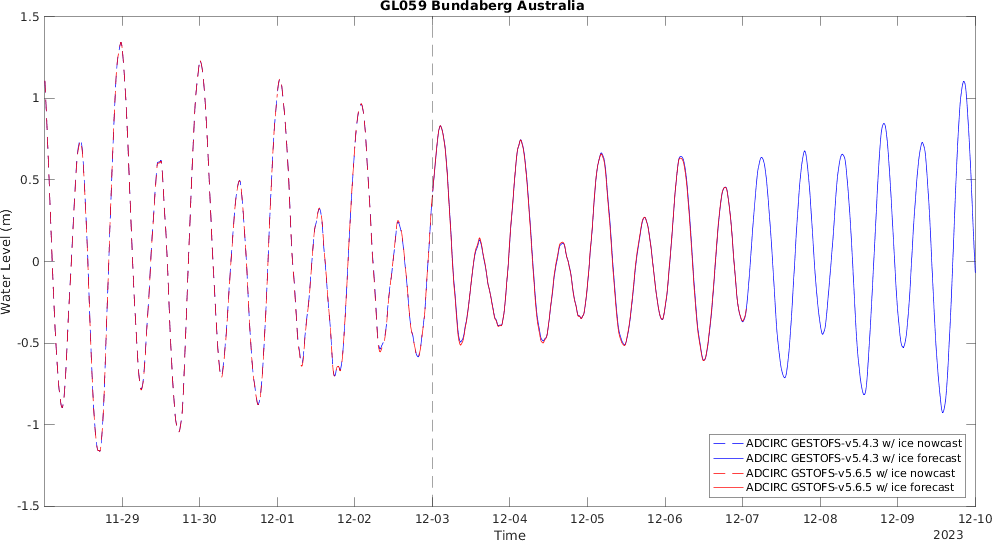 GL059 Bundaberg Australia
1.5
1
0.5
0
-0.5
-1
-1.5
Water Level (m)
11-29
11-30
12-01
12-02
12-03
12-04
12-05
12-06
12-07
12-08
12-09
12-10
Time
2023
ADCIRC GESTOFS-v5.4.3 w/ ice nowcast
ADCIRC GESTOFS-v5.4.3 w/ ice forecast
ADCIRC GSTOFS-v5.6.5 w/ ice nowcast
ADCIRC GSTOFS-v5.6.5 w/ ice forecast